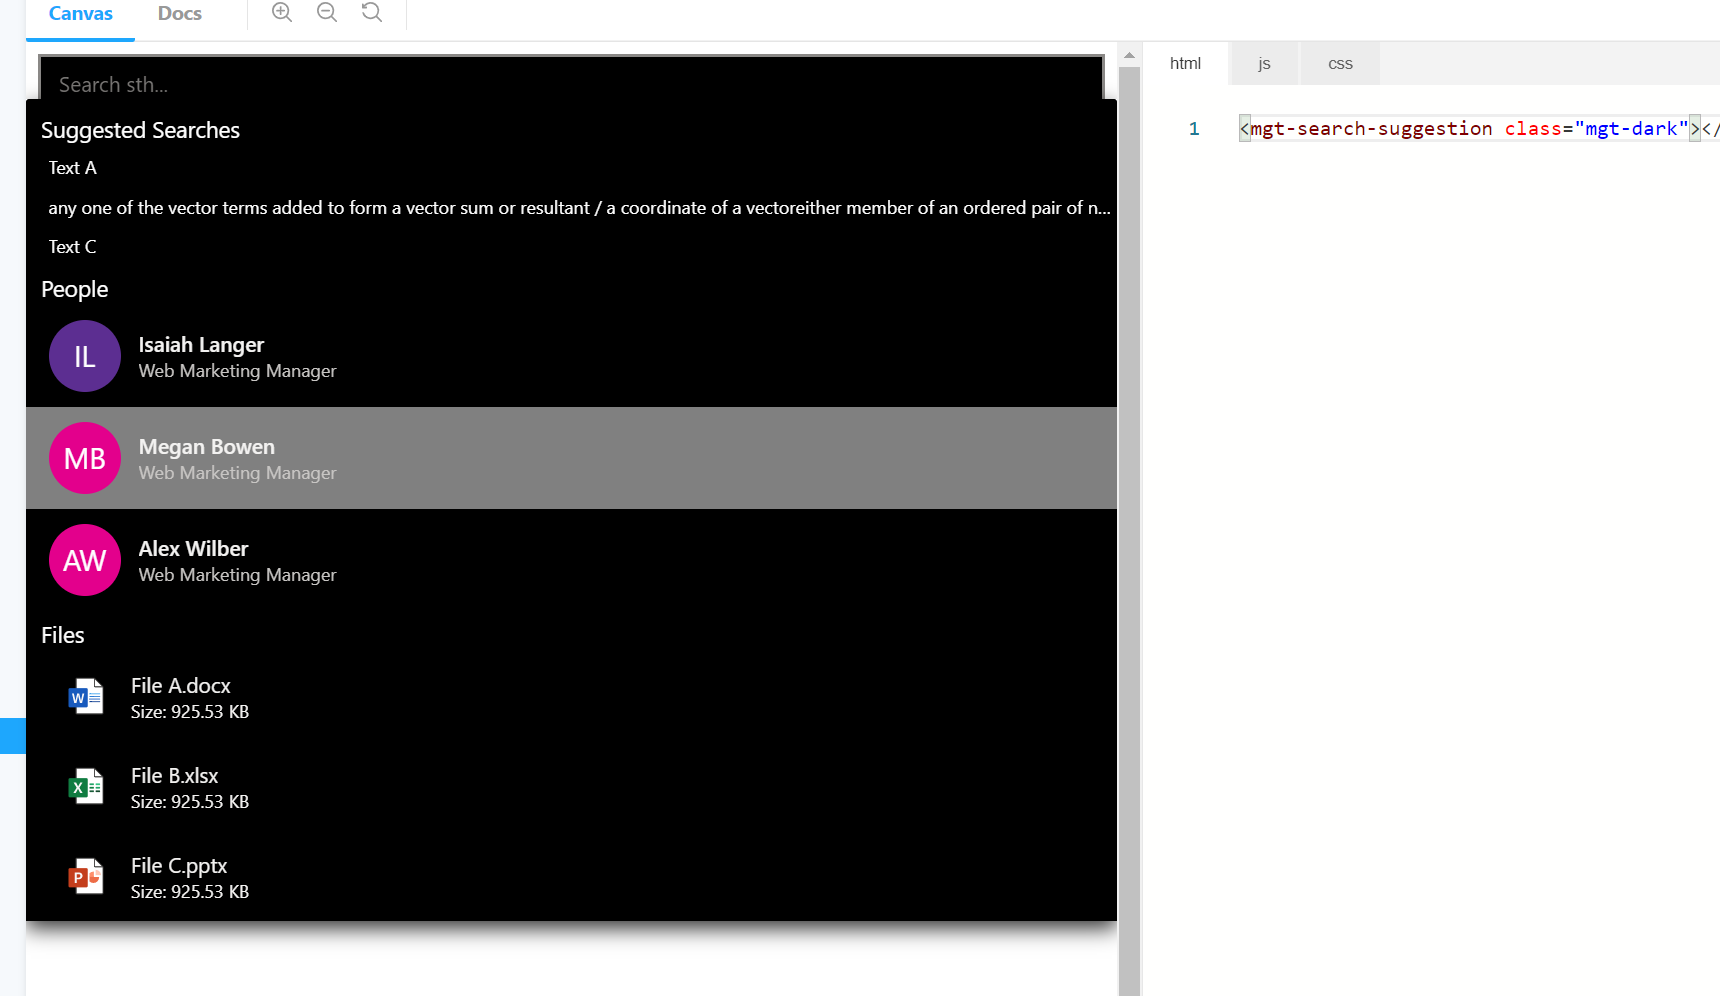 Canvas
Docs
Search sth...
Suggested Searches
Text A
any one of the vector terms added to form a vector sum or resultant / a coordinate of a vectoreither member of an ordered pair of n...
Text C
People
IL
Isaiah Langer
Web Marketing Manager
MB
Megan Bowen
Web Marketing Manager
AW
Alex Wilber
Web Marketing Manager
Files
W
File A.docx
Size: 925.53 KB
X
File B.xlsx
Size: 925.53 KB
P
File C.pptx
Size: 925.53 KB
html
js
css
1
<mgt-search-suggestion class="mgt-dark"></